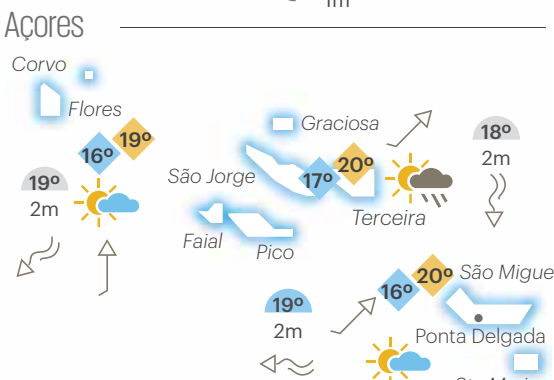 1m
Açores
Corvo
Flores
19º
16º
19º
2m
Graciosa
18º
2m
São Jorge
20º
17º
Terceira
Faial
Pico
19º
2m
20º
16º
São Migue
Ponta Delgada